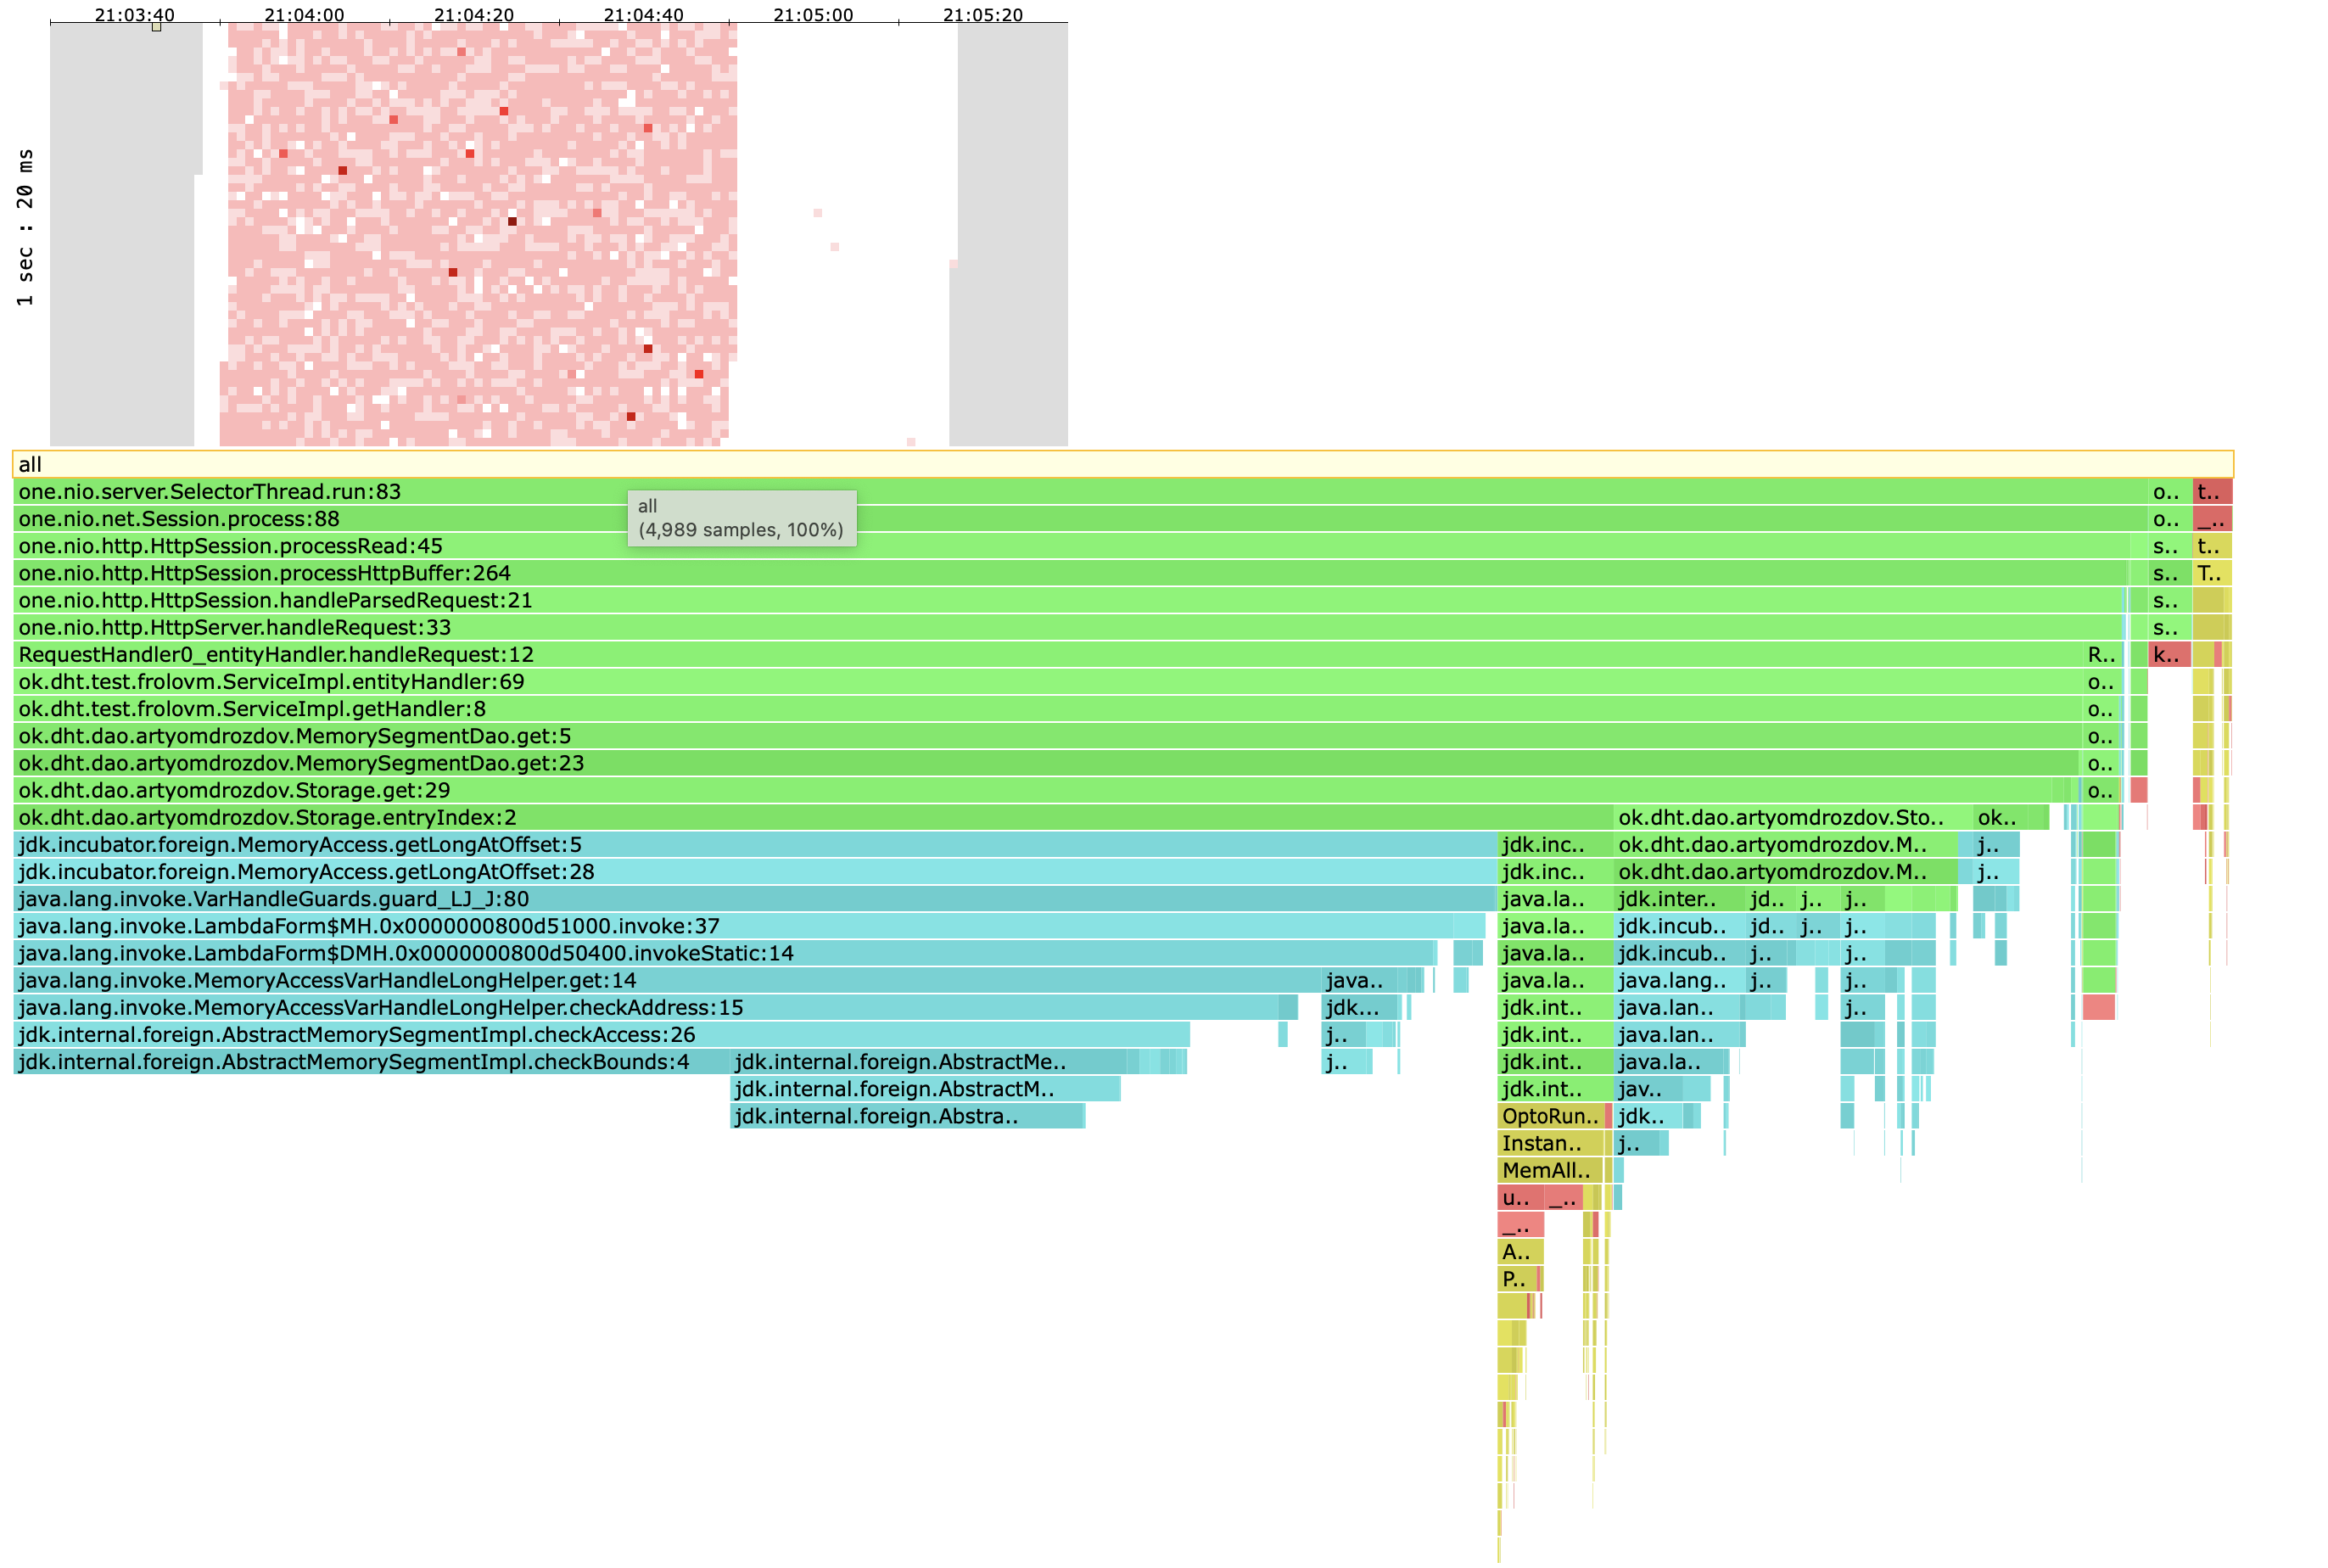 21:03:40 21:04:00 21:04:20 21:04:40 21:05:00 21:05:20
1 sec : 20 ms
all
one.nio.server.SelectorThread.run:83 o.. t..
all
(4,989 samples, 100%)
one.nio.net.Session.process:88 o.. _..
one.nio.http.HttpSession.processRead:45 s.. t..
one.nio.http.HttpSession.processHttpBuffer:264 s.. T..
one.nio.http.HttpSession.handleParsedRequest:21 s..
one.nio.http.HttpServer.handleRequest:33 s..
RequestHandler0_entityHandler.handleRequest:12 R.. k..
ok.dht.test.frolovm.ServiceImpl.entityHandler:69 o..
ok.dht.test.frolovm.ServiceImpl.getHandler:8 o..
ok.dht.dao.artyomdrozdov.MemorySegmentDao.get:5 o..
ok.dht.dao.artyomdrozdov.MemorySegmentDao.get:23 o..
ok.dht.dao.artyomdrozdov.Storage.get:29 o..
ok.dht.dao.artyomdrozdov.Storage.entryIndex:2 ok.dht.dao.artyomdrozdov.Sto.. ok..
jdk.incubator.foreign.MemoryAccess.getLongAtOffset:5 jdk.inc.. ok.dht.dao.artyomdrozdov.M.. j..
jdk.incubator.foreign.MemoryAccess.getLongAtOffset:28 jdk.inc.. ok.dht.dao.artyomdrozdov.M.. j..
java.lang.invoke.VarHandleGuards.guard_LJ_J:80 java.la.. jdk.inter.. jd.. j.. j..
java.lang.invoke.LambdaForm$MH.0x0000000800d51000.invoke:37 java.la.. jdk.incub.. jd.. j.. j..
java.lang.invoke.LambdaForm$DMH.0x0000000800d50400.invokeStatic:14 java.la.. jdk.incub.. j.. j..
java.lang.invoke.MemoryAccessVarHandleLongHelper.get:14 java.. java.la.. java.lang.. j.. j..
java.lang.invoke.MemoryAccessVarHandleLongHelper.checkAddress:15 jdk... jdk.int.. java.lan.. j..
jdk.internal.foreign.AbstractMemorySegmentImpl.checkAccess:26 j.. jdk.int.. java.lan..
jdk.internal.foreign.AbstractMemorySegmentImpl.checkBounds:4 jdk.internal.foreign.AbstractMe.. j.. jdk.int.. java.la..
jdk.internal.foreign.AbstractM.. jdk.int.. jav..
jdk.internal.foreign.Abstra.. OptoRun.. jdk..
Instan.. j..
MemAll..
u.. _..
_..
A..
P..